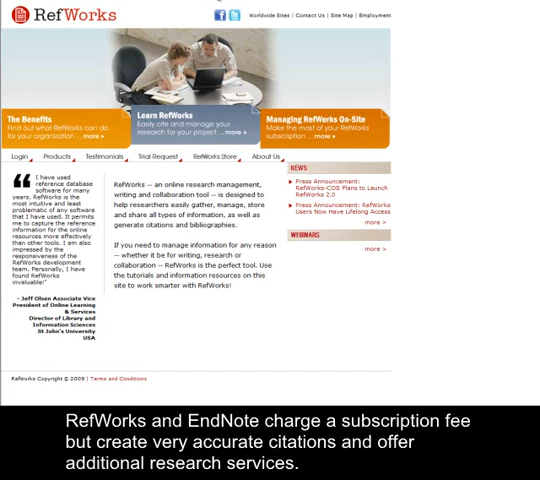 RefWorks
Worldwide Sites | Contact Us | Site Map | Employment
The Benefits
Find out what RefWorks can do
for your organization ...more
Learn RefWorks
Easily cite and manage your
research for your project ...more
Managing RefWorks On-Site
Make the most of your RefWorks
subscription ...more
Login
Products
Testimonials
Trial Request
RefWorks Store
About Us
I have used
reference database
software for many
years. RefWorks is the
most intuitive and least
problematic of any software
that I have used. It permits
me to capture the reference
information for the online
resources more effectively
than other tools. I am also
impressed by the
responsiveness of the
RefWorks development
team. Personally, I have
found RefWorks
invaluable!"
- Jeff Olsen Associate Vice
President of Online Learning
& Services
Director of Library and
Information Sciences
St John's University
USA
RefWorks -- an online research management,
writing and collaboration tool -- is designed to
help researchers easily gather, manage, store
and share all types of information, as well as
generate citations and bibliographies.
If you need to manage information for any reason
-- whether it be for writing, research or
collaboration -- RefWorks is the perfect tool. Use
the tutorials and information resources on this
site to work smarter with RefWorks!
NEWS
Press Announcement:
RefWorks-COS Plans to Launch
RefWorks 2.0
Press Announcement: RefWorks
Users Now Have Lifelong Access
more >
WEBINARS
more >
RefWorks Copyright © 2009 | Terms and Conditions
RefWorks and EndNote charge a subscription fee
but create very accurate citations and offer
additional research services.